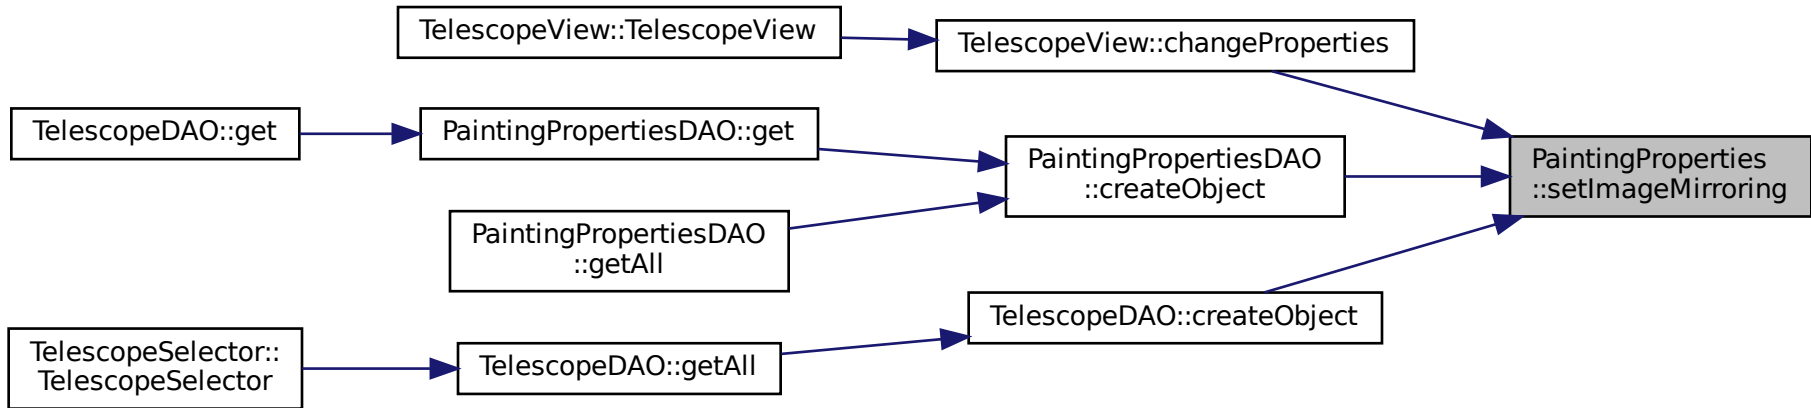 TelescopeView::TelescopeView
TelescopeView::changeProperties
TelescopeDAO::get
PaintingPropertiesDAO::get
PaintingPropertiesDAO
::createObject
PaintingProperties
::setImageMirroring
PaintingPropertiesDAO
::getAll
TelescopeDAO::createObject
TelescopeSelector::
TelescopeSelector
TelescopeDAO::getAll